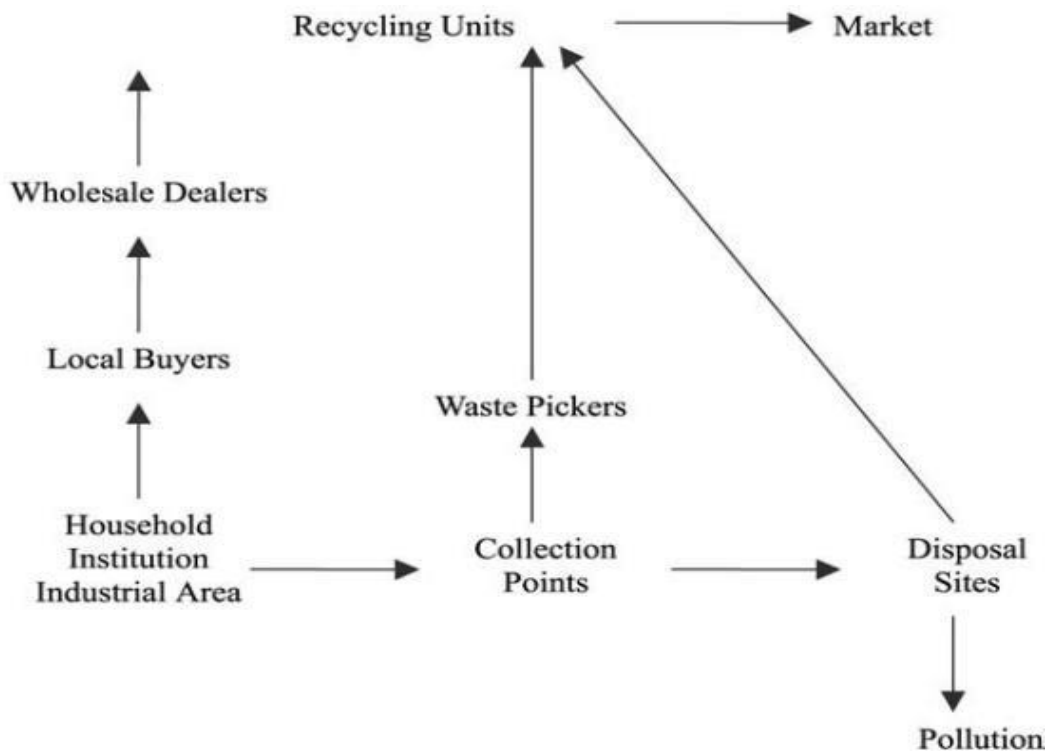 Recycling Units
Market
Wholesale Dealers
Local Buyers
Waste Pickers
Household
Institution
Industrial Area
Collection
Points
Disposal
Sites
Pollution